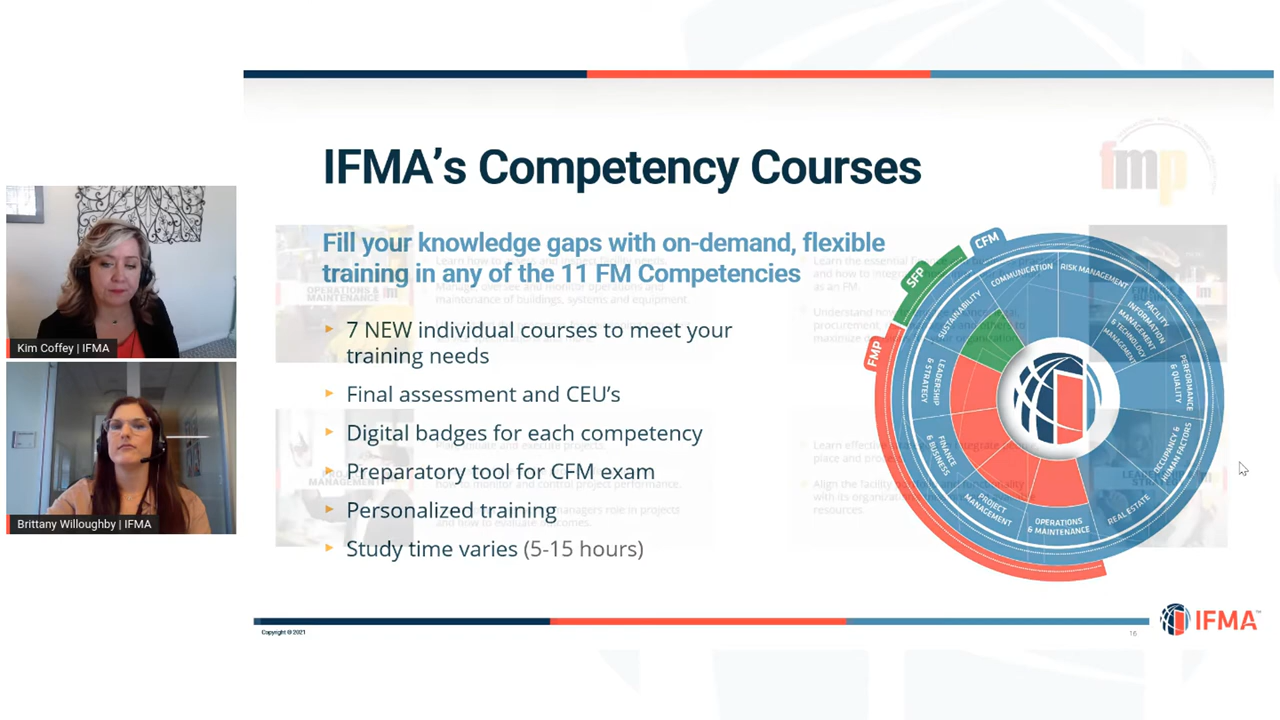 IFMA's Competency Courses
fmp
Fill your knowledge gaps with on-demand, flexible
training in any of the 11 FM Competencies
7 NEW individual courses to meet your
training needs
Final assessment and CEU's
Digital badges for each competency
Preparatory tool for CFM exam
Personalized training
Study time varies (5-15 hours)
CFM
SFP
FMP
COMMUNICATION
RISK MANAGEMENT
FACILITY
INFORMATION
MANAGEMENT
& TECHNOLOGY
MANAGEMENT
PERFORMANCE
& QUALITY
OCCUPANCY &
HUMAN FACTORS
REAL ESTATE
OPERATIONS
& MAINTENANCE
PROJECT
MANAGEMENT
FINANCE
& BUSINESS
LEADERSHIP
& STRATEGY
SUSTAINABILITY
Kim Coffey | IFMA
Brittany Willoughby | IFMA
Copyright © 2021
16
IFMA™